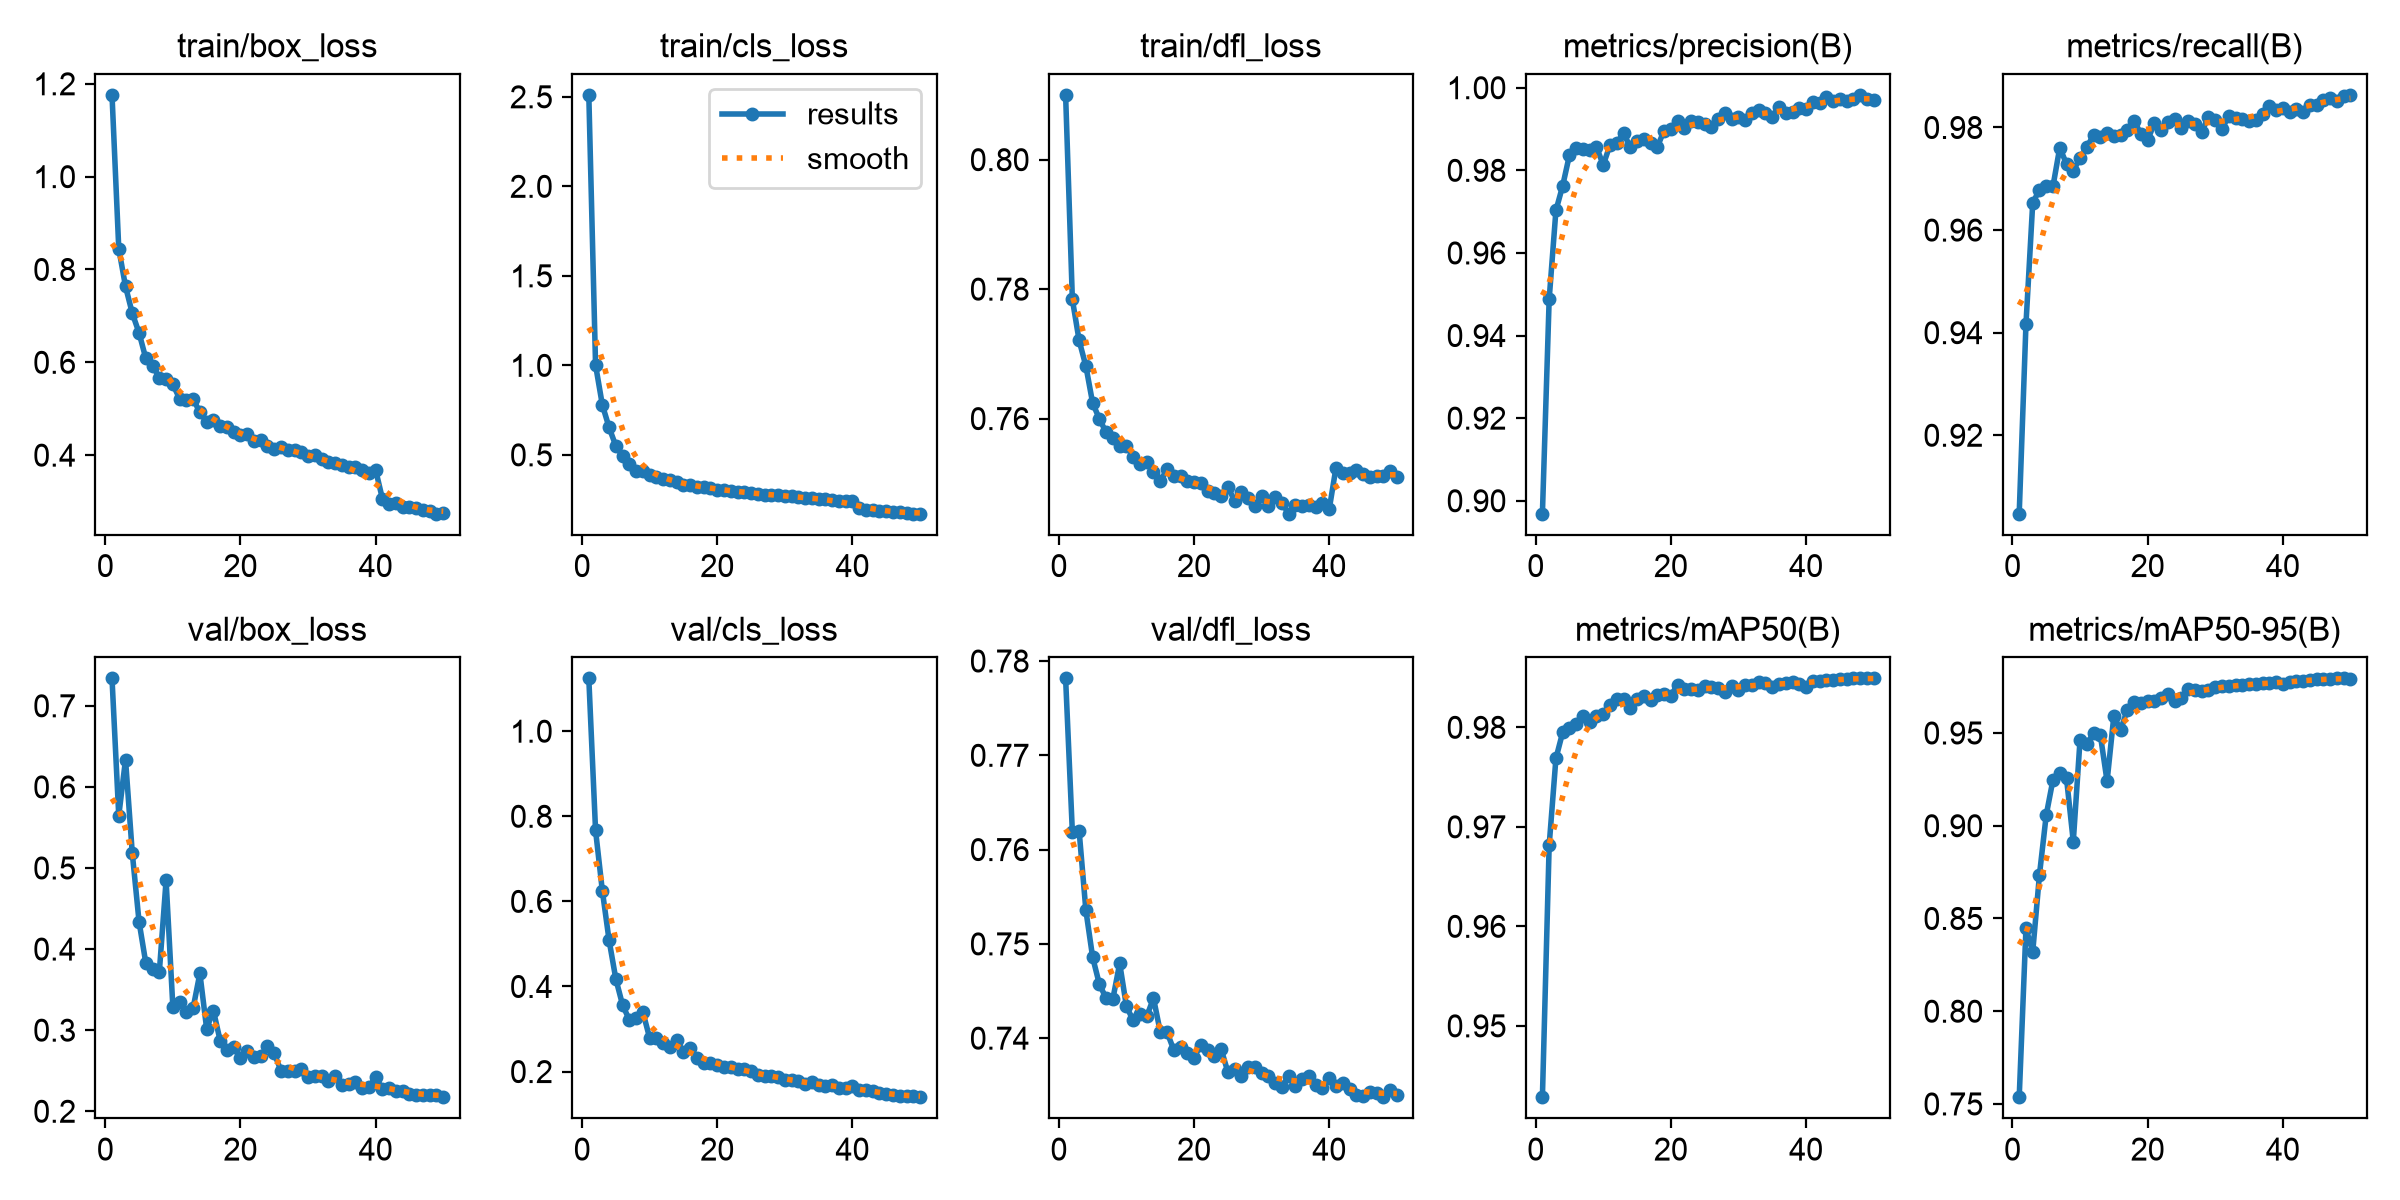 train/box_loss
train/cls_loss
train/dfl_loss
metrics/precision(B)
metrics/recall(B)
1.2
1.0
0.8
0.6
0.4
0 20 40
2.5
2.0
1.5
1.0
0.5
0 20 40
results
smooth
0.80
0.78
0.76
0 20 40
1.00
0.98
0.96
0.94
0.92
0.90
0 20 40
0.98
0.96
0.94
0.92
0 20 40
val/box_loss
val/cls_loss
val/dfl_loss
metrics/mAP50(B)
metrics/mAP50-95(B)
0.7
0.6
0.5
0.4
0.3
0.2
0 20 40
1.0
0.8
0.6
0.4
0.2
0 20 40
0.78
0.77
0.76
0.75
0.74
0 20 40
0.98
0.97
0.96
0.95
0 20 40
0.95
0.90
0.85
0.80
0.75
0 20 40